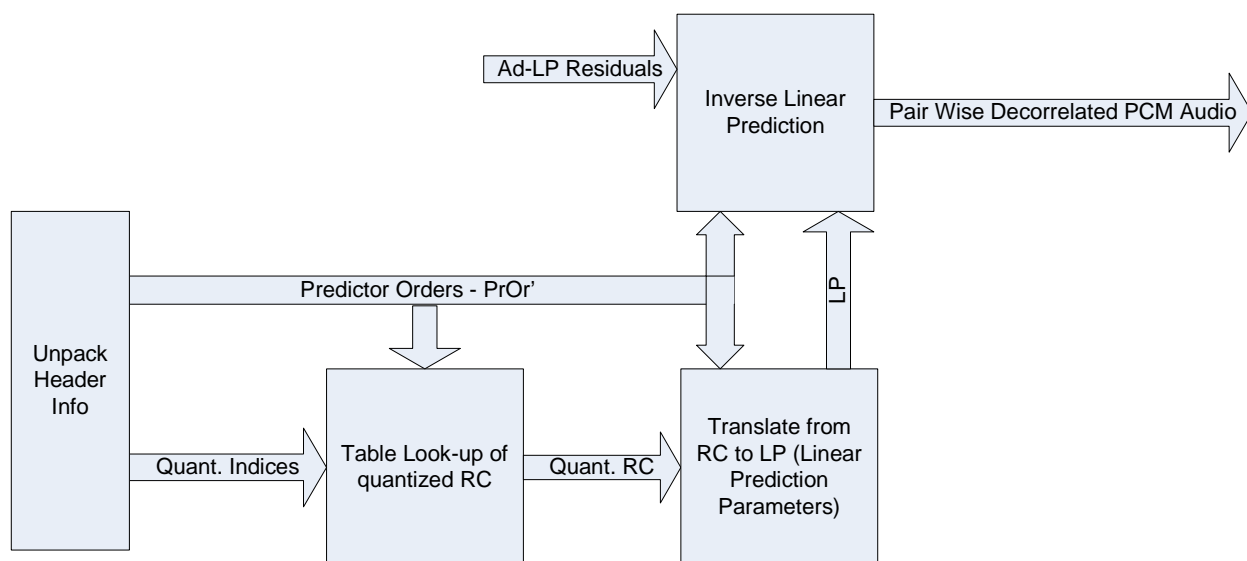 Ad-LP Residuals
Inverse Linear
Prediction
Pair Wise Decorrelated PCM Audio
Predictor Orders - PrOr’
LP
Unpack
Header
Info
Quant. Indices
Table Look-up of
quantized RC
Quant. RC
Translate from
RC to LP (Linear
Prediction
Parameters)